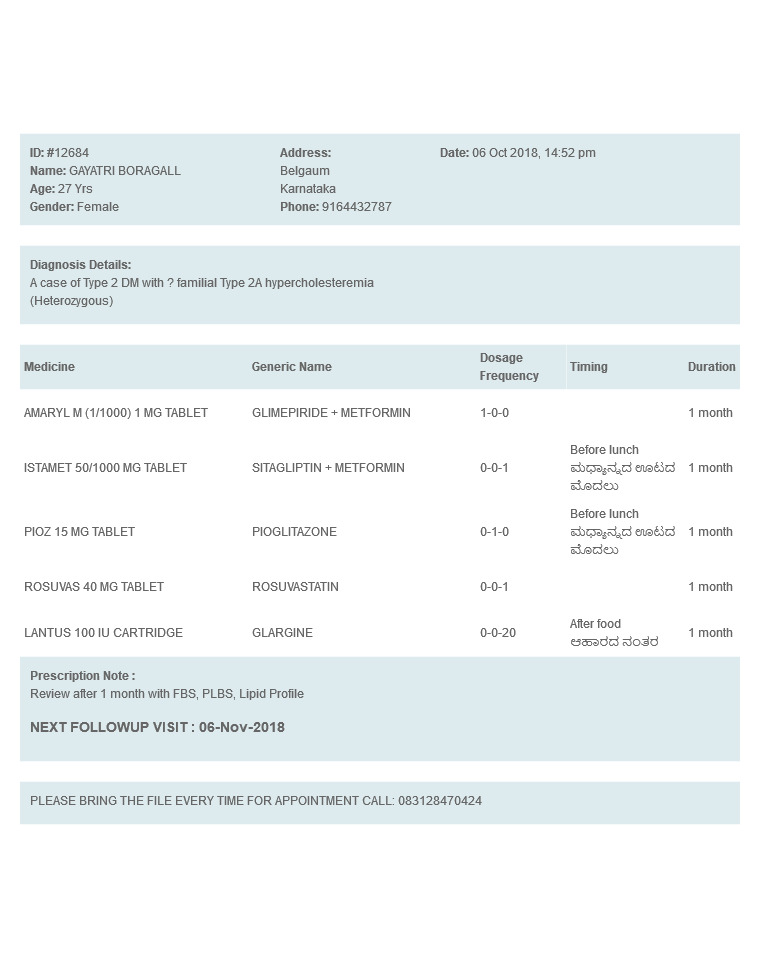 ID: #12684
Name: GAYATRI BORAGALL
Age: 27 Yrs
Gender: Female
Address:
Belgaum
Karnataka
Phone: 9164432787
Date: 06 Oct 2018, 14:52 pm
Diagnosis Details:
A case of Type 2 DM with ? familial Type 2A hypercholesteremia
(Heterozygous)
Medicine Generic Name Dosage Frequency Timing Duration
AMARYL M (1/1000) 1 MG TABLET GLIMEPIRIDE + METFORMIN 1-0-0 1 month
Before lunch
ISTAMET 50/1000 MG TABLET SITAGLIPTIN + METFORMIN 0-0-1 ಮಧ್ಯಾನ್ನದ ಊಟದ 1 month
ಮೊದಲು
Before lunch
PIOZ 15 MG TABLET PIOGLITAZONE 0-1-0 ಮಧ್ಯಾನ್ನದ ಊಟದ 1 month
ಮೊದಲು
ROSUVAS 40 MG TABLET ROSUVASTATIN 0-0-1 1 month
After food
LANTUS 100 IU CARTRIDGE GLARGINE 0-0-20 1 month
ಆಹಾರದ ನಂತರ
Prescription Note :
Review after 1 month with FBS, PLBS, Lipid Profile
NEXT FOLLOWUP VISIT : 06-Nov-2018
PLEASE BRING THE FILE EVERY TIME FOR APPOINTMENT CALL: 083128470424